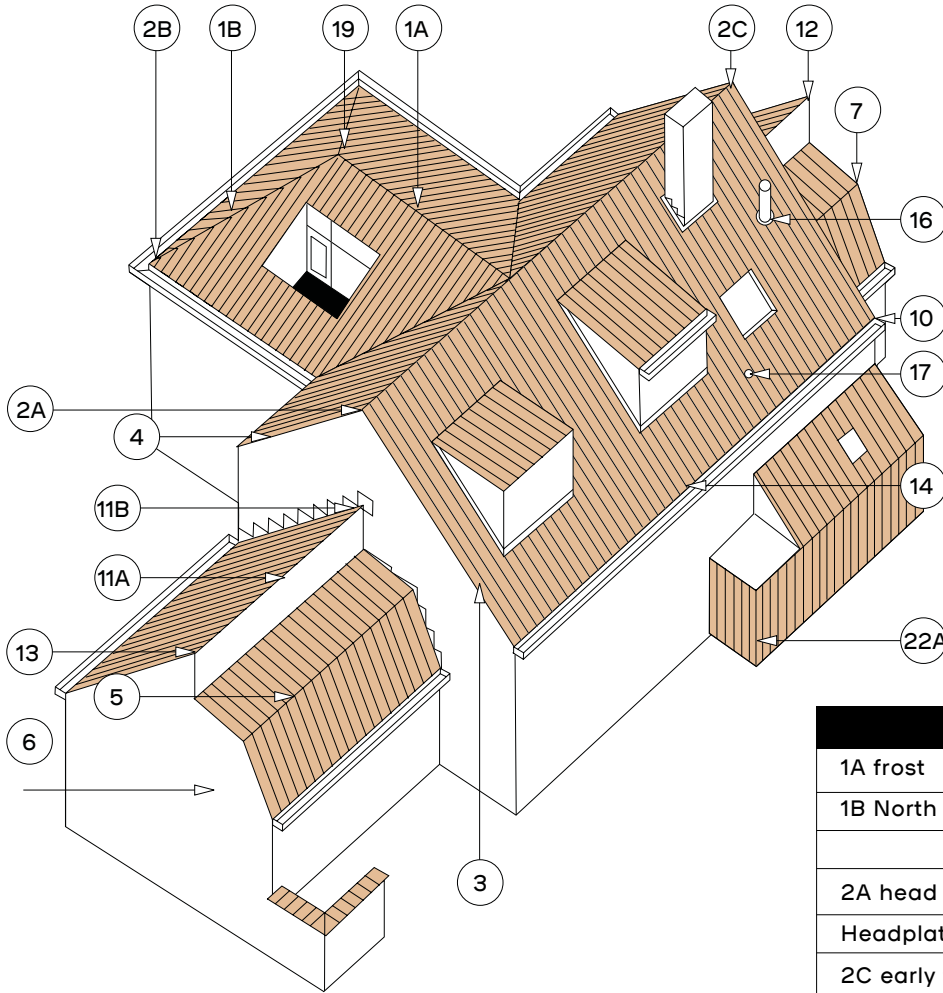 2B
1B
19
1A
2C
12
7
16
10
17
2A
4
14
11B
11A
13
5
22A
6
3
1A frost
1B North
2A head
Headplat
2C early